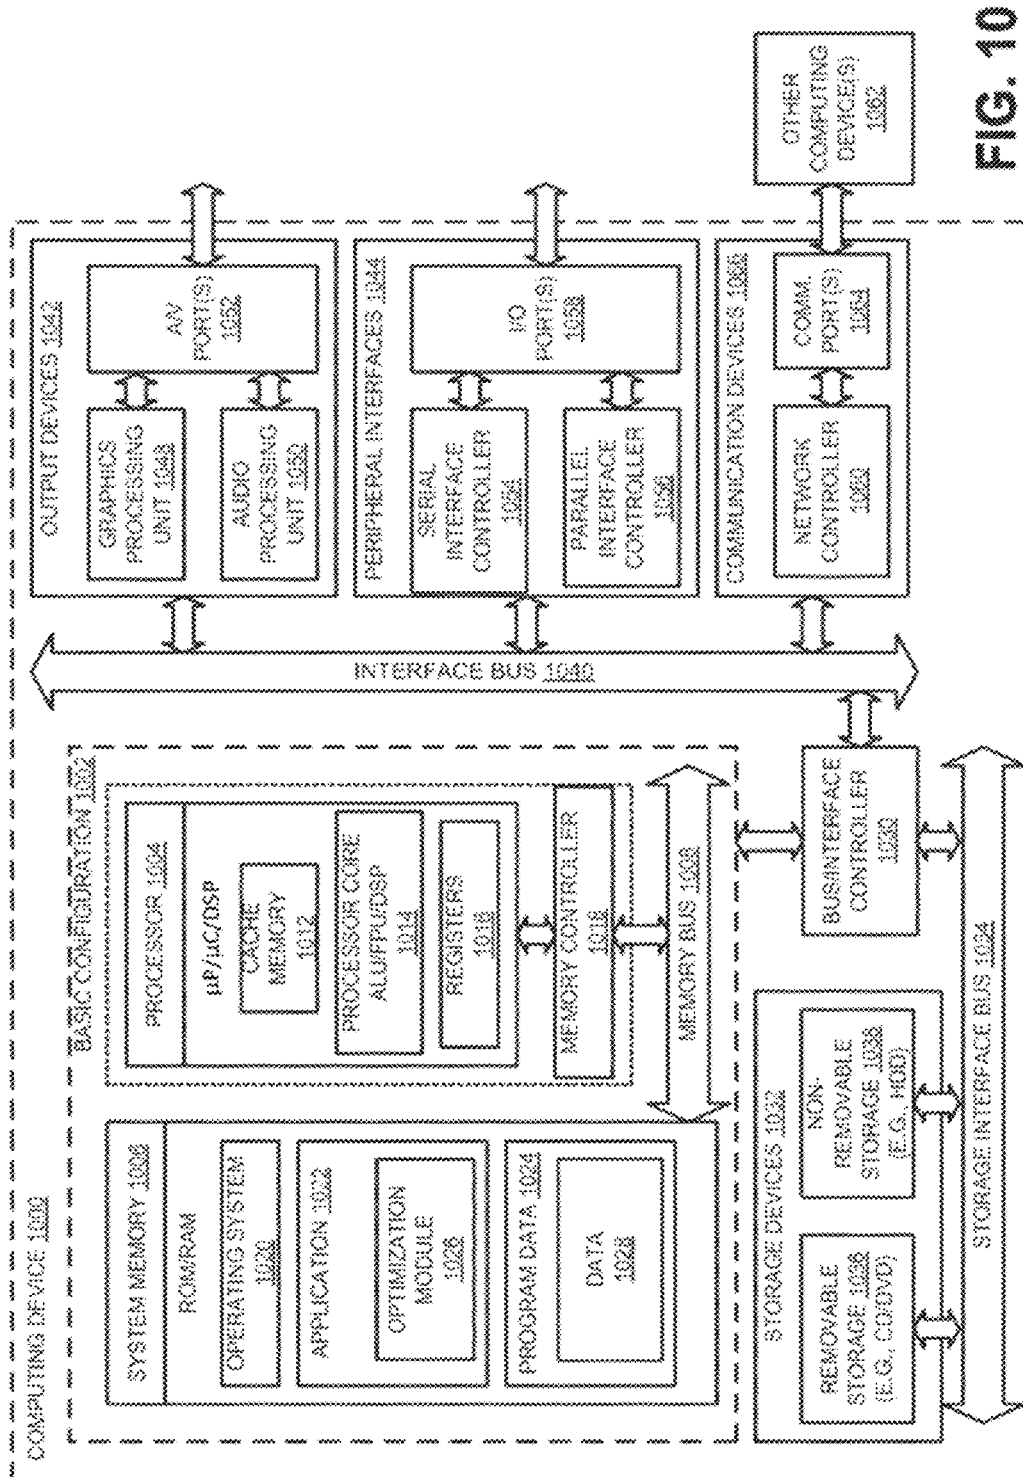 COMPUTING DEVICE 1000
BASIC CONFIGURATION 1002
SYSTEM MEMORY 1006
ROM/RAM
OPERATING SYSTEM
1020
APPLICATION 1022
OPTIMIZATION
MODULE
1026
PROGRAM DATA 1024
DATA
1028
PROCESSOR 1004
µP/µC/DSP
CACHE
MEMORY
1012
PROCESSOR CORE
ALU/FPU/DSP
1014
REGISTERS
1016
MEMORY CONTROLLER
1018
MEMORY BUS 1008
STORAGE DEVICES 1032
REMOVABLE
STORAGE 1036
(E.G., CD/DVD)
NON-
REMOVABLE
STORAGE 1038
(E.G., HDD)
BUS/INTERFACE
CONTROLLER
1030
STORAGE INTERFACE BUS 1034
INTERFACE BUS 1040
OUTPUT DEVICES 1042
GRAPHICS
PROCESSING
UNIT 1048
AUDIO
PROCESSING
UNIT 1050
A/V
PORT(S)
1052
PERIPHERAL INTERFACES 1044
SERIAL
INTERFACE
CONTROLLER
1054
PARALLEL
INTERFACE
CONTROLLER
1056
I/O
PORT(S)
1058
COMMUNICATION DEVICES 1066
NETWORK
CONTROLLER
1060
COMM.
PORT(S)
1064
OTHER
COMPUTING
DEVICE(S)
1062
FIG. 10